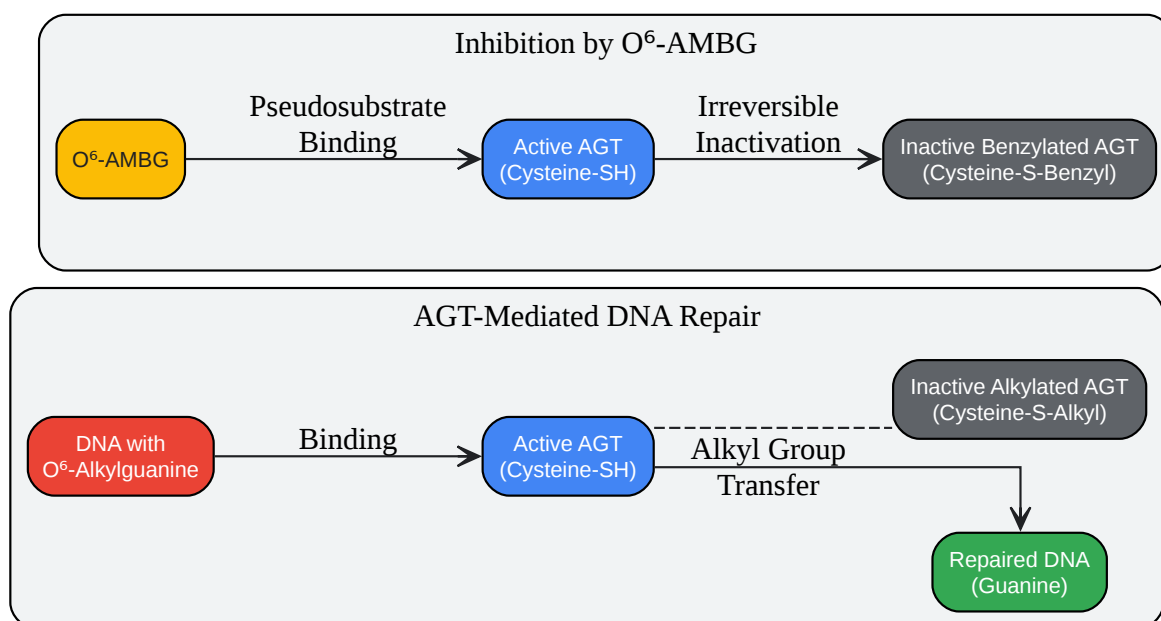 Inhibition by O⁶-AMBG
Pseudosubstrate
Binding
Irreversible
Inactivation
O⁶-AMBG
Active AGT
(Cysteine-SH)
Inactive Benzylated AGT
(Cysteine-S-Benzyl)
AGT-Mediated DNA Repair
Inactive Alkylated AGT
(Cysteine-S-Alkyl)
DNA with
O⁶-Alkylguanine
Binding
Active AGT
(Cysteine-SH)
Alkyl Group
Transfer
Repaired DNA
(Guanine)